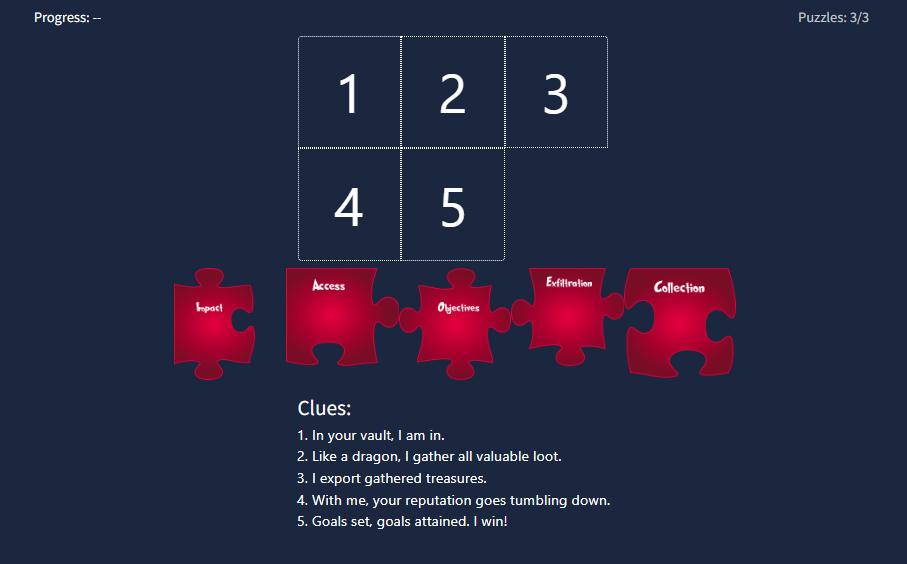 Progress: -- Puzzles: 3/3
1 2 3
4 5
Impact Access Objectives Exfiltration Collection
Clues:
1. In your vault, I am in.
2. Like a dragon, I gather all valuable loot.
3. I export gathered treasures.
4. With me, your reputation goes tumbling down.
5. Goals set, goals attained. I win!